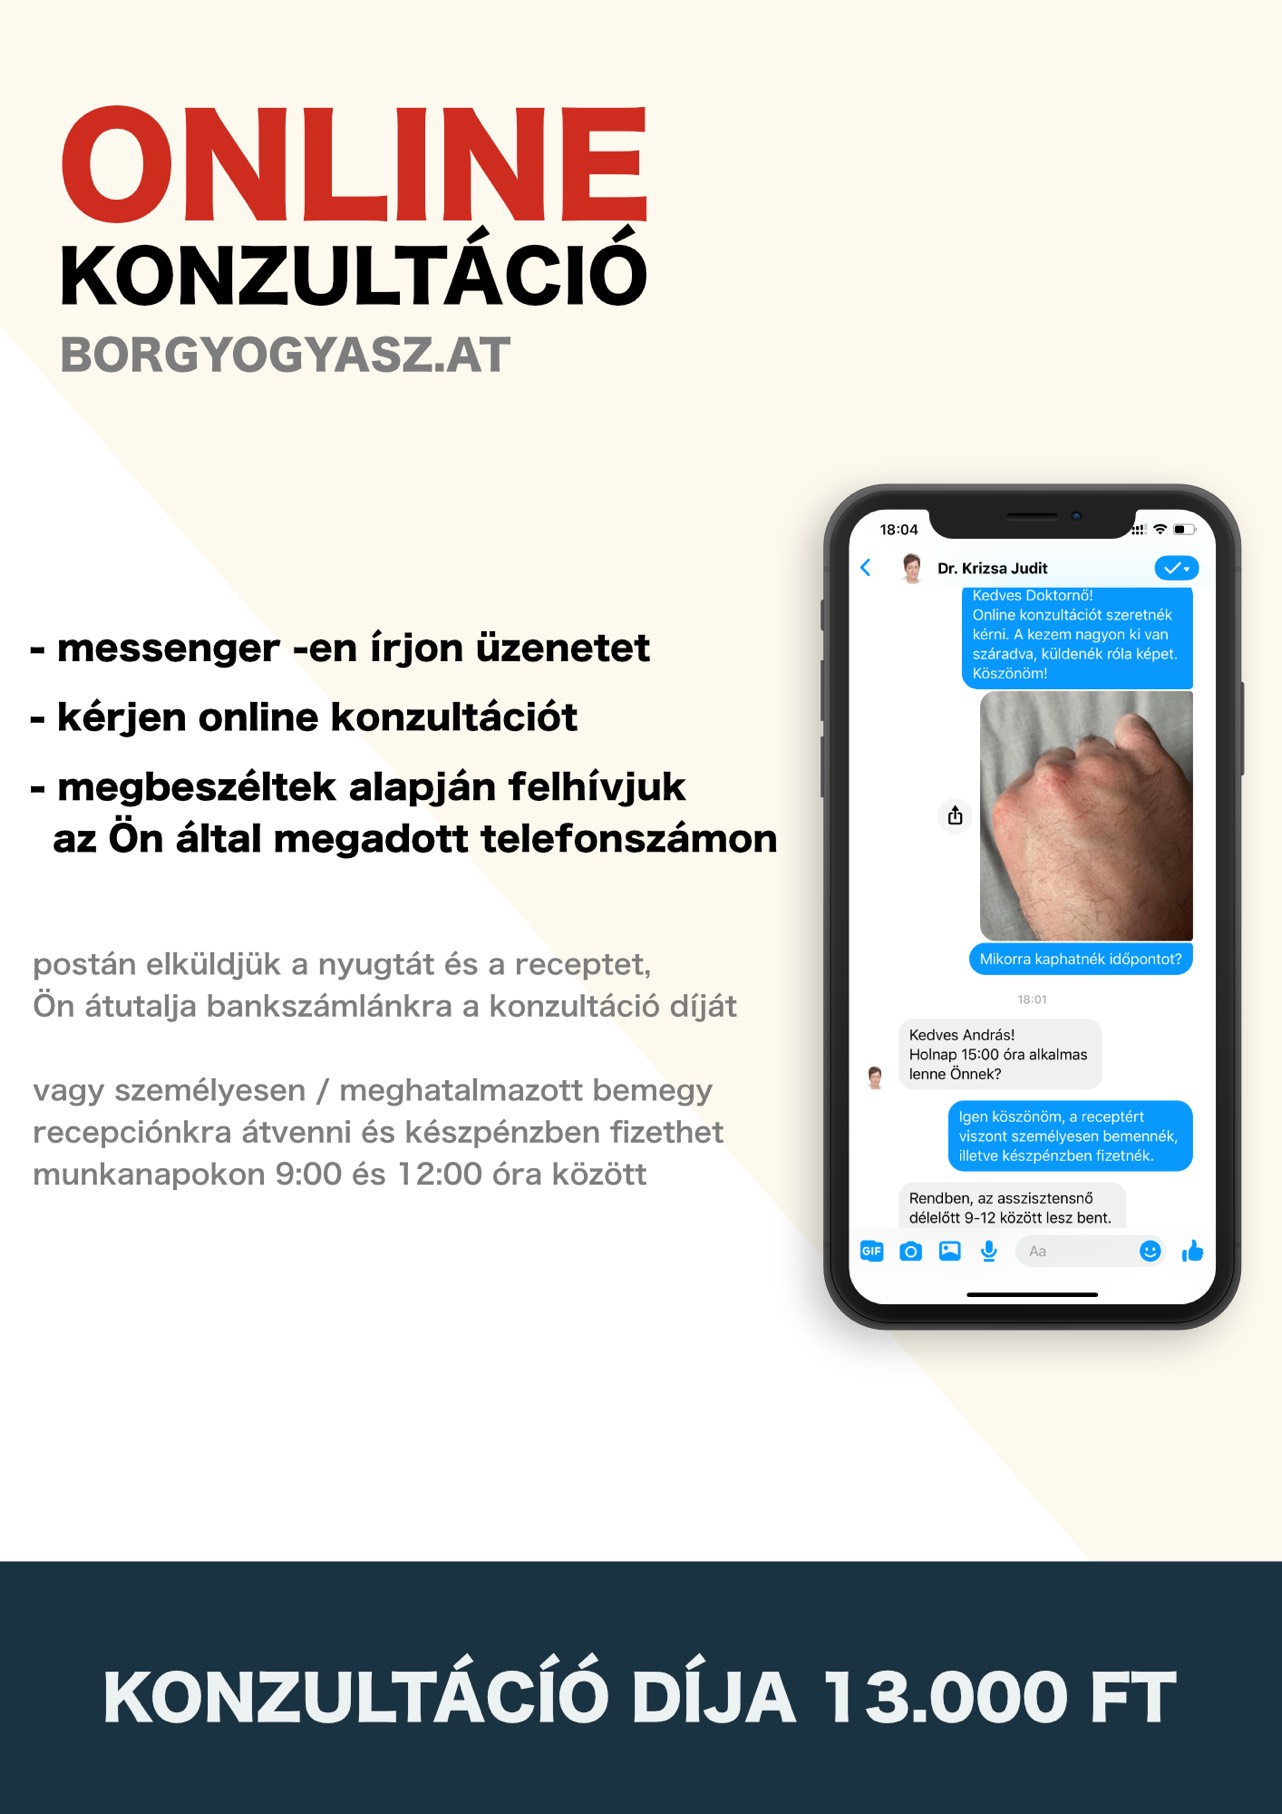 ONLINE
KONZULTÁCIÓ
BORGYOGYASZ.AT
- messenger -en írjon üzenetet
- kérjen online konzultációt
- megbeszéltek alapján felhívjuk
az Ön által megadott telefonszámon
postán elküldjük a nyugtát és a receptet,
Ön átutalja bankszámlánkra a konzultáció díját
vagy személyesen / meghatalmazott bemegy
recepciónkra átvenni és készpénzben fizethet
munkanapokon 9:00 és 12:00 óra között
18:04
Dr. Krizsa Judit
Kedves Doktornő!
Online konzultációt szeretnék
kérni. A kezem nagyon ki van
száradva, küldenék róla képet.
Köszönöm!
Mikorra kaphatnék időpontot?
18:01
Kedves András!
Holnap 15:00 óra alkalmas
lenne Önnek?
Igen köszönöm, a receptért
viszont személyesen bemennék,
illetve készpénzben fizetnék.
Rendben, az asszisztensnő
délelőtt 9-12 között lesz bent.
GIF
Aa
KONZULTÁCÍÓ DÍJA 13.000 FT